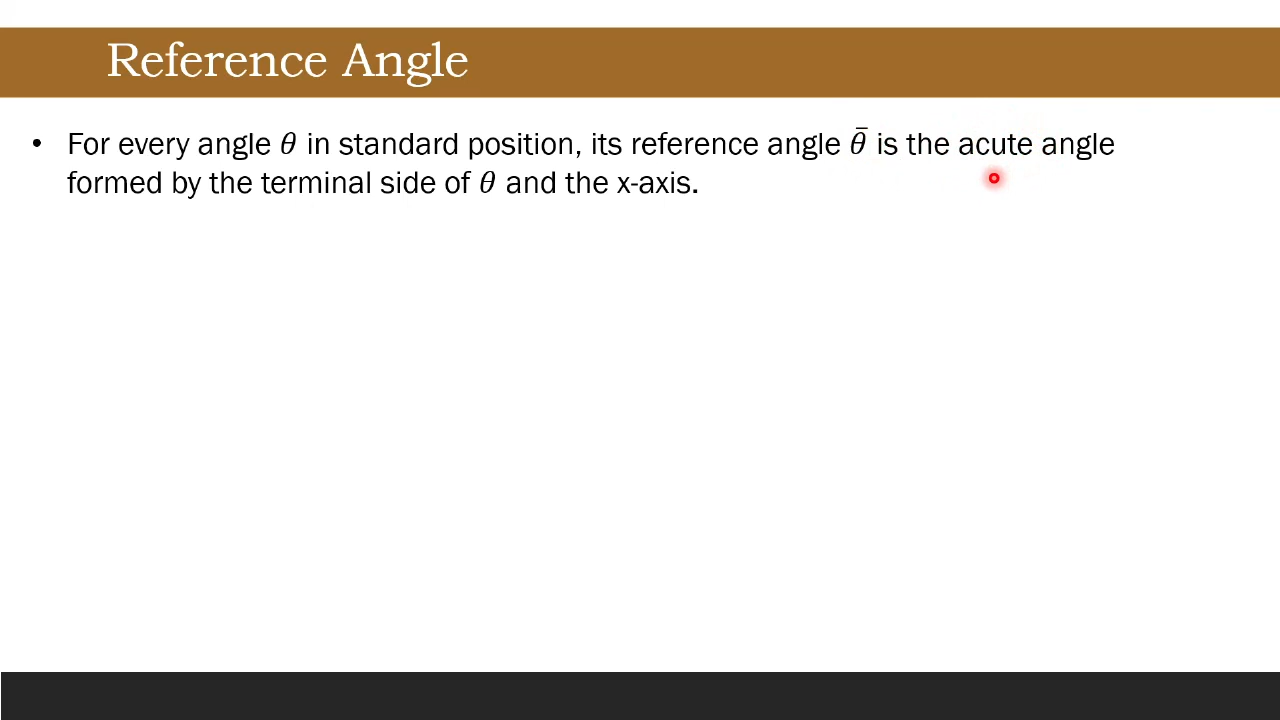 Reference Angle
• For every angle θ in standard position, its reference angle θ̄ is the acute angle
formed by the terminal side of θ and the x-axis.